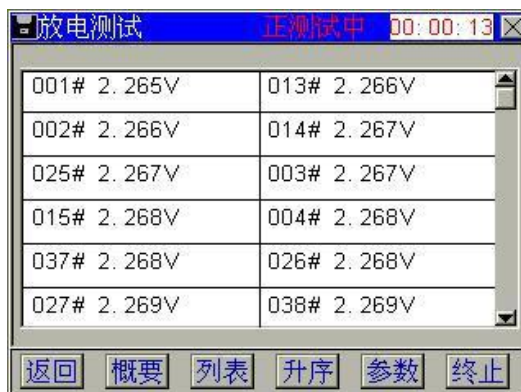 放电测试 正测试中 00:00:13
001# 2.265V 013# 2.266V
002# 2.266V 014# 2.267V
025# 2.267V 003# 2.267V
015# 2.268V 004# 2.268V
037# 2.268V 026# 2.268V
027# 2.269V 038# 2.269V
返回 概要 列表 升序 参数 终止